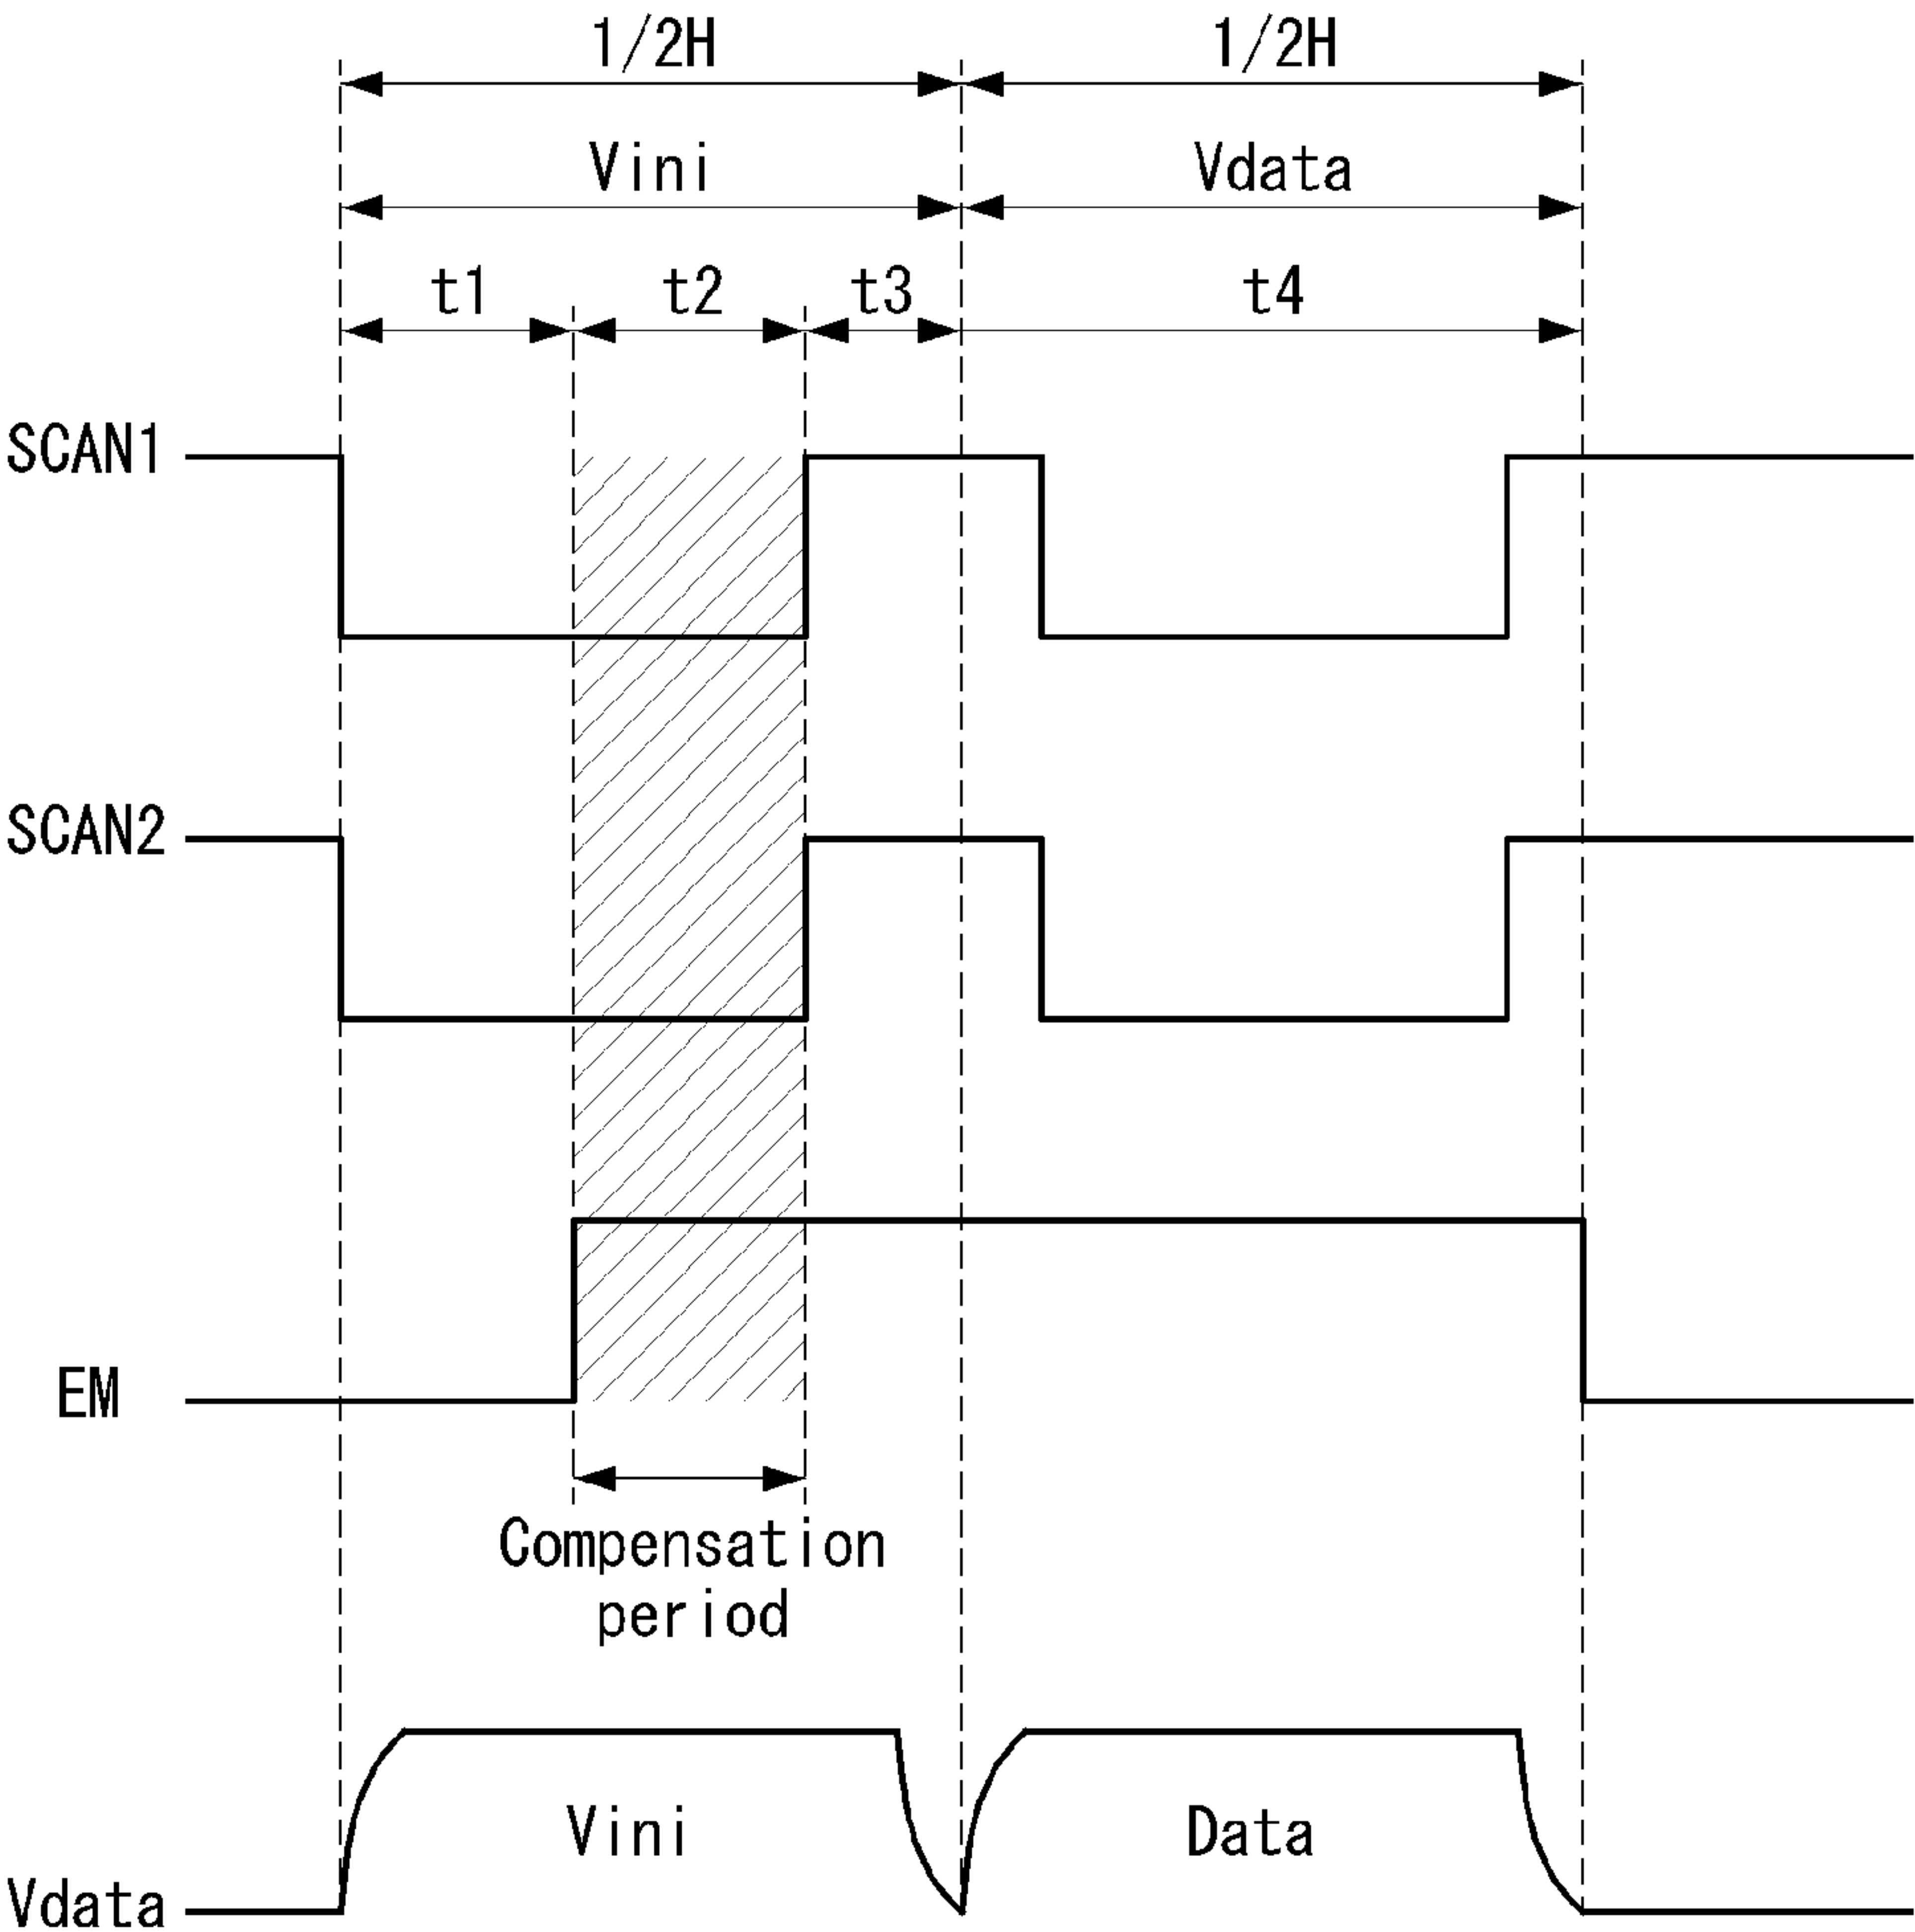 1/2H 1/2H
Vini Vdata
t1 t2 t3 t4
SCAN1
SCAN2
EM
Compensation
period
Vini Data
Vdata